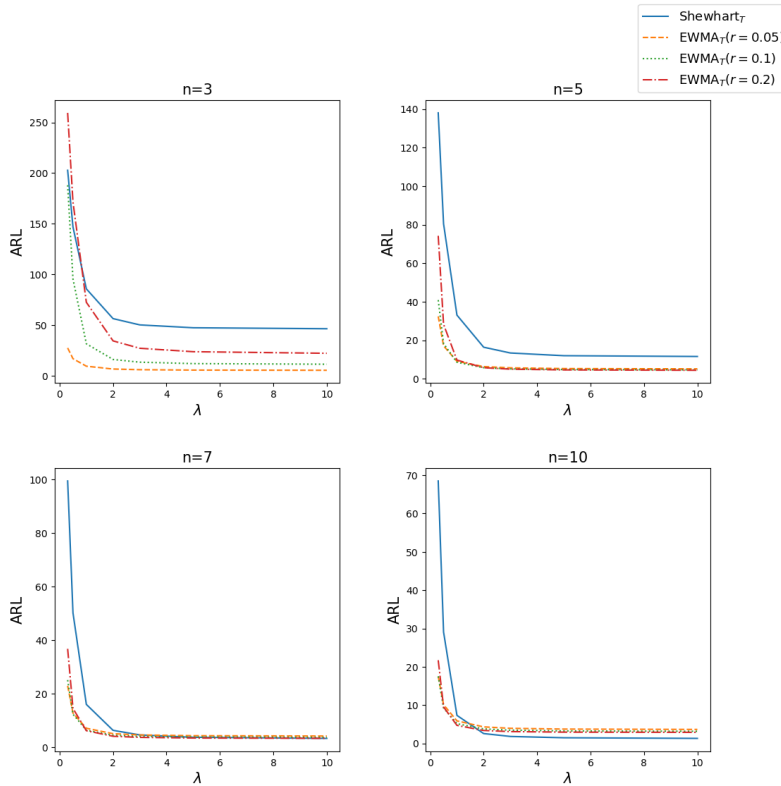 Shewhart_T
EWMA_T(r = 0.05)
EWMA_T(r = 0.1)
EWMA_T(r = 0.2)
n=3
250
200
150
100
50
0
ARL
0 2 4 6 8 10
λ
n=5
140
120
100
80
60
40
20
0
ARL
0 2 4 6 8 10
λ
n=7
100
80
60
40
20
0
ARL
0 2 4 6 8 10
λ
n=10
70
60
50
40
30
20
10
0
ARL
0 2 4 6 8 10
λ